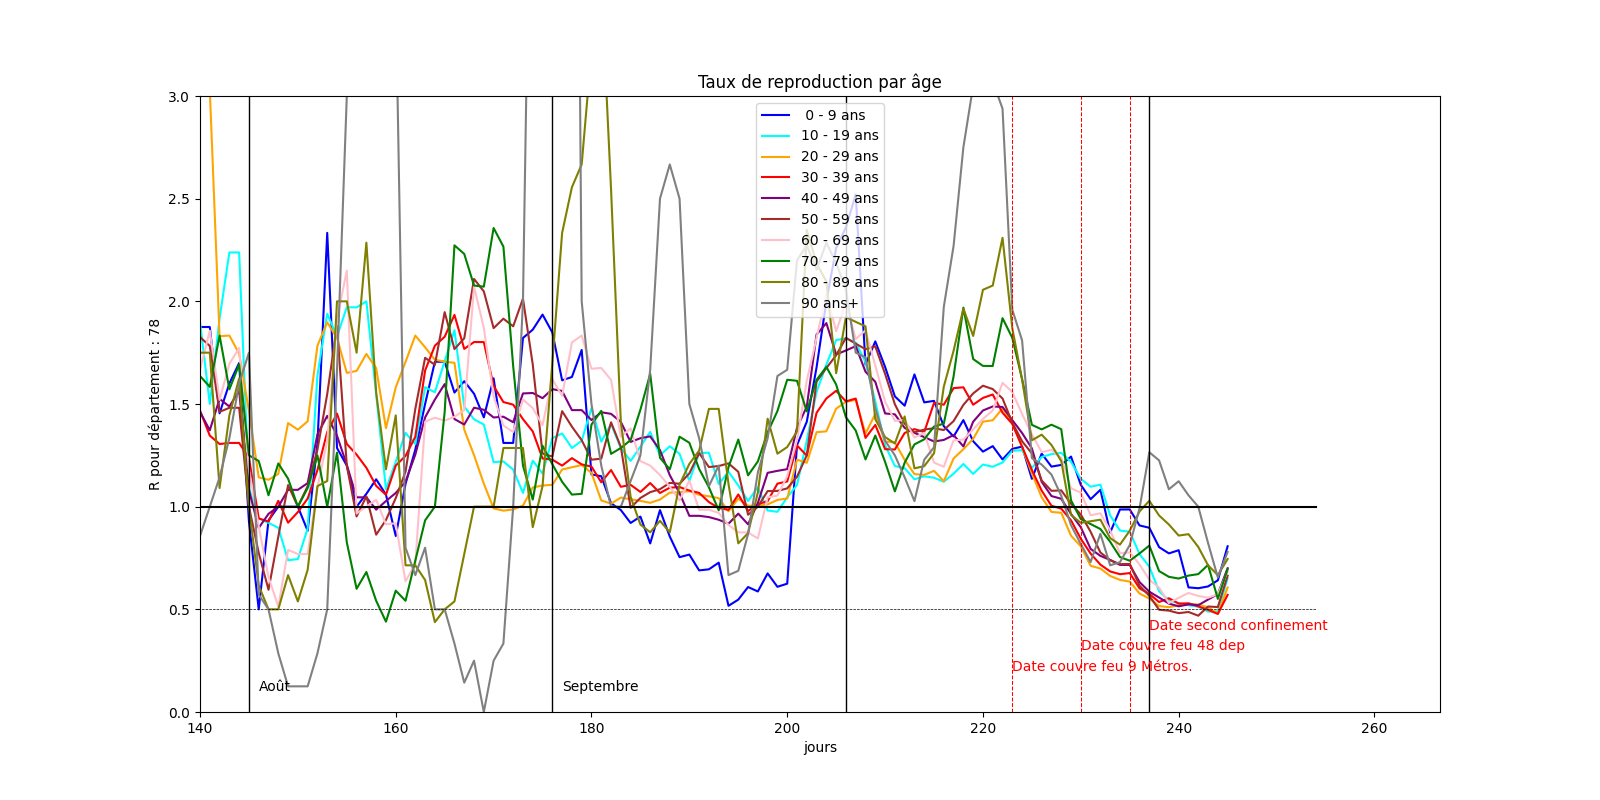 Taux de reproduction par âge
R pour département : 78
3.0
2.5
2.0
1.5
1.0
0.5
0.0
0 - 9 ans
10 - 19 ans
20 - 29 ans
30 - 39 ans
40 - 49 ans
50 - 59 ans
60 - 69 ans
70 - 79 ans
80 - 89 ans
90 ans+
Date second confinement
Date couvre feu 48 dep
Date couvre feu 9 Métros.
Août
Septembre
140 160 180 200 220 240 260
jours